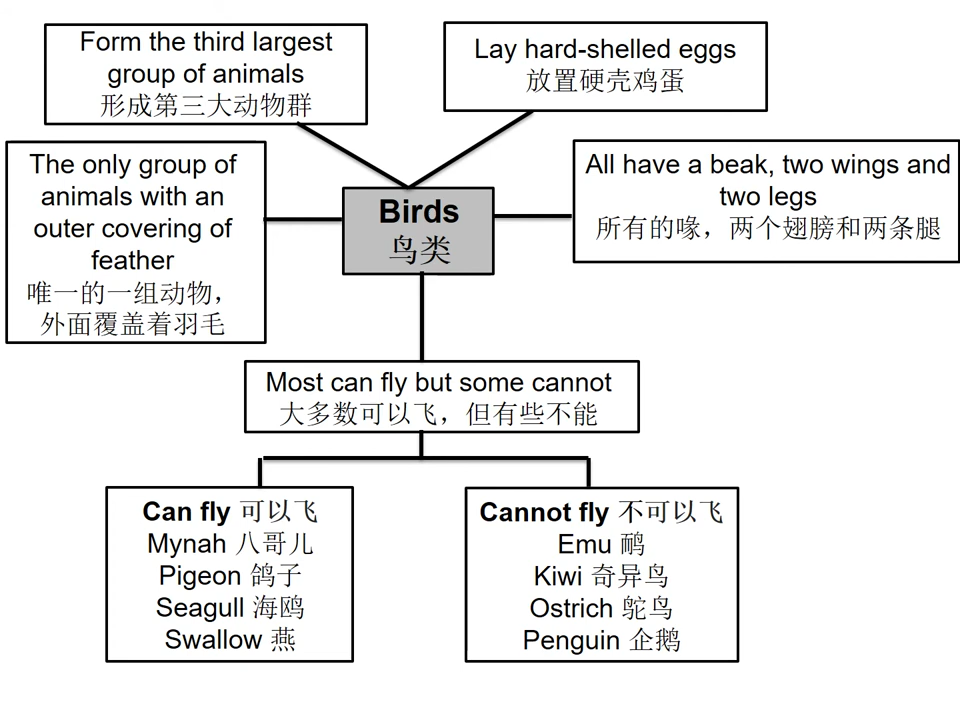 Form the third largest
group of animals
形成第三大动物群
Lay hard-shelled eggs
放置硬壳鸡蛋
The only group of
animals with an
outer covering of
feather
唯一的一组动物，
外面覆盖着羽毛
Birds
鸟类
All have a beak, two wings and
two legs
所有的喙，两个翅膀和两条腿
Most can fly but some cannot
大多数可以飞，但有些不能
Can fly 可以飞
Mynah 八哥儿
Pigeon 鸽子
Seagull 海鸥
Swallow 燕
Cannot fly 不可以飞
Emu 鸸
Kiwi 奇异鸟
Ostrich 鸵鸟
Penguin 企鹅